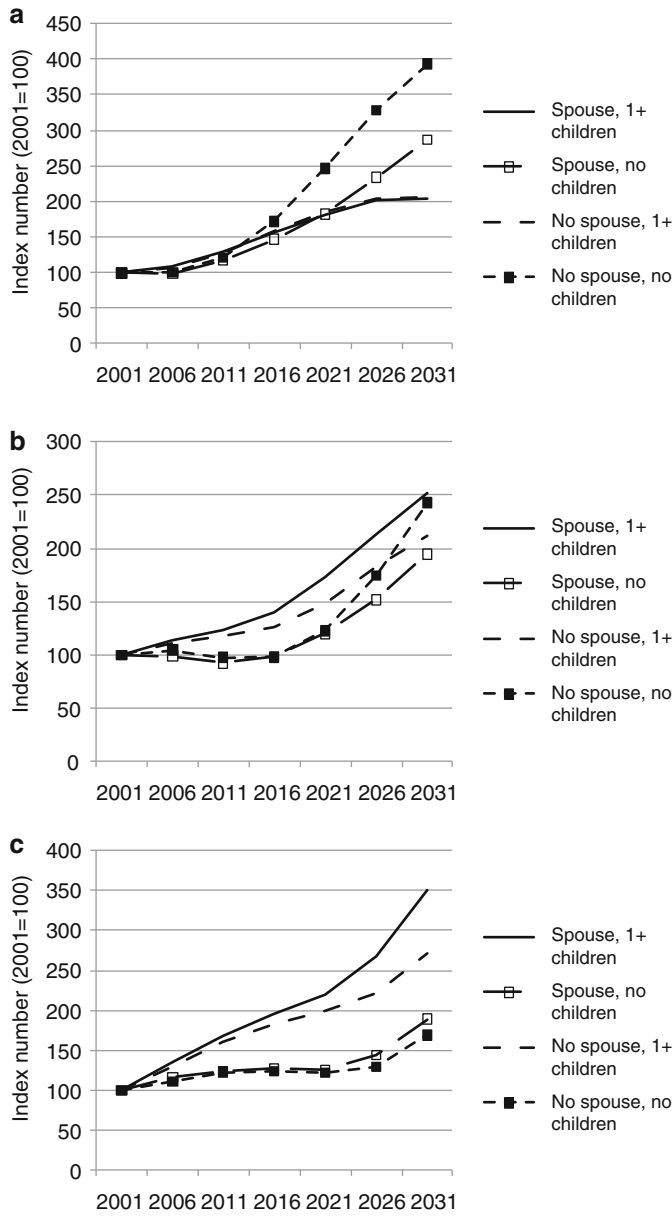 a
Index number (2001=100)
450
400
350
300
250
200
150
100
50
0
2001 2006 2011 2016 2021 2026 2031
Spouse, 1+
children
Spouse, no
children
No spouse, 1+
children
No spouse, no
children
b
Index number (2001=100)
300
250
200
150
100
50
0
2001 2006 2011 2016 2021 2026 2031
Spouse, 1+
children
Spouse, no
children
No spouse, 1+
children
No spouse, no
children
c
Index number (2001=100)
400
350
300
250
200
150
100
50
0
2001 2006 2011 2016 2021 2026 2031
Spouse, 1+
children
Spouse, no
children
No spouse, 1+
children
No spouse, no
children